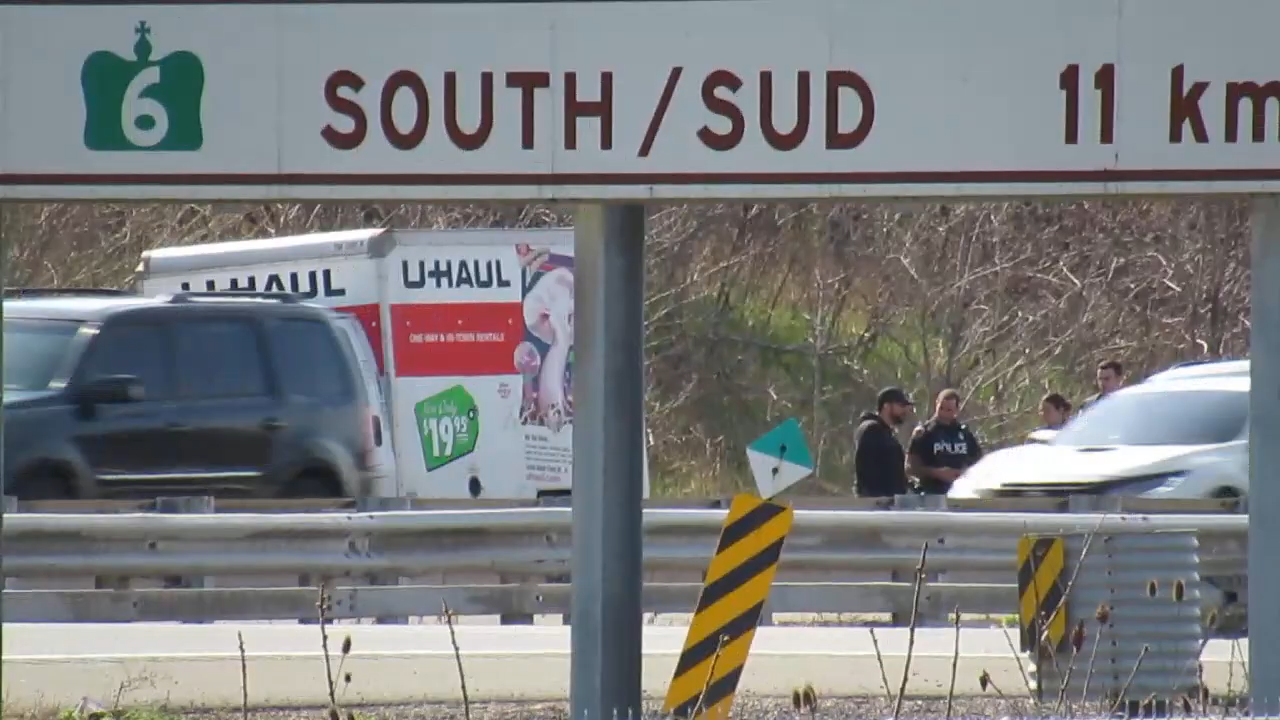 6 SOUTH/SUD 11 km
U-HAUL U-HAUL
ONE-WAY & IN-TOWN RENTALS
$19.95
POLICE